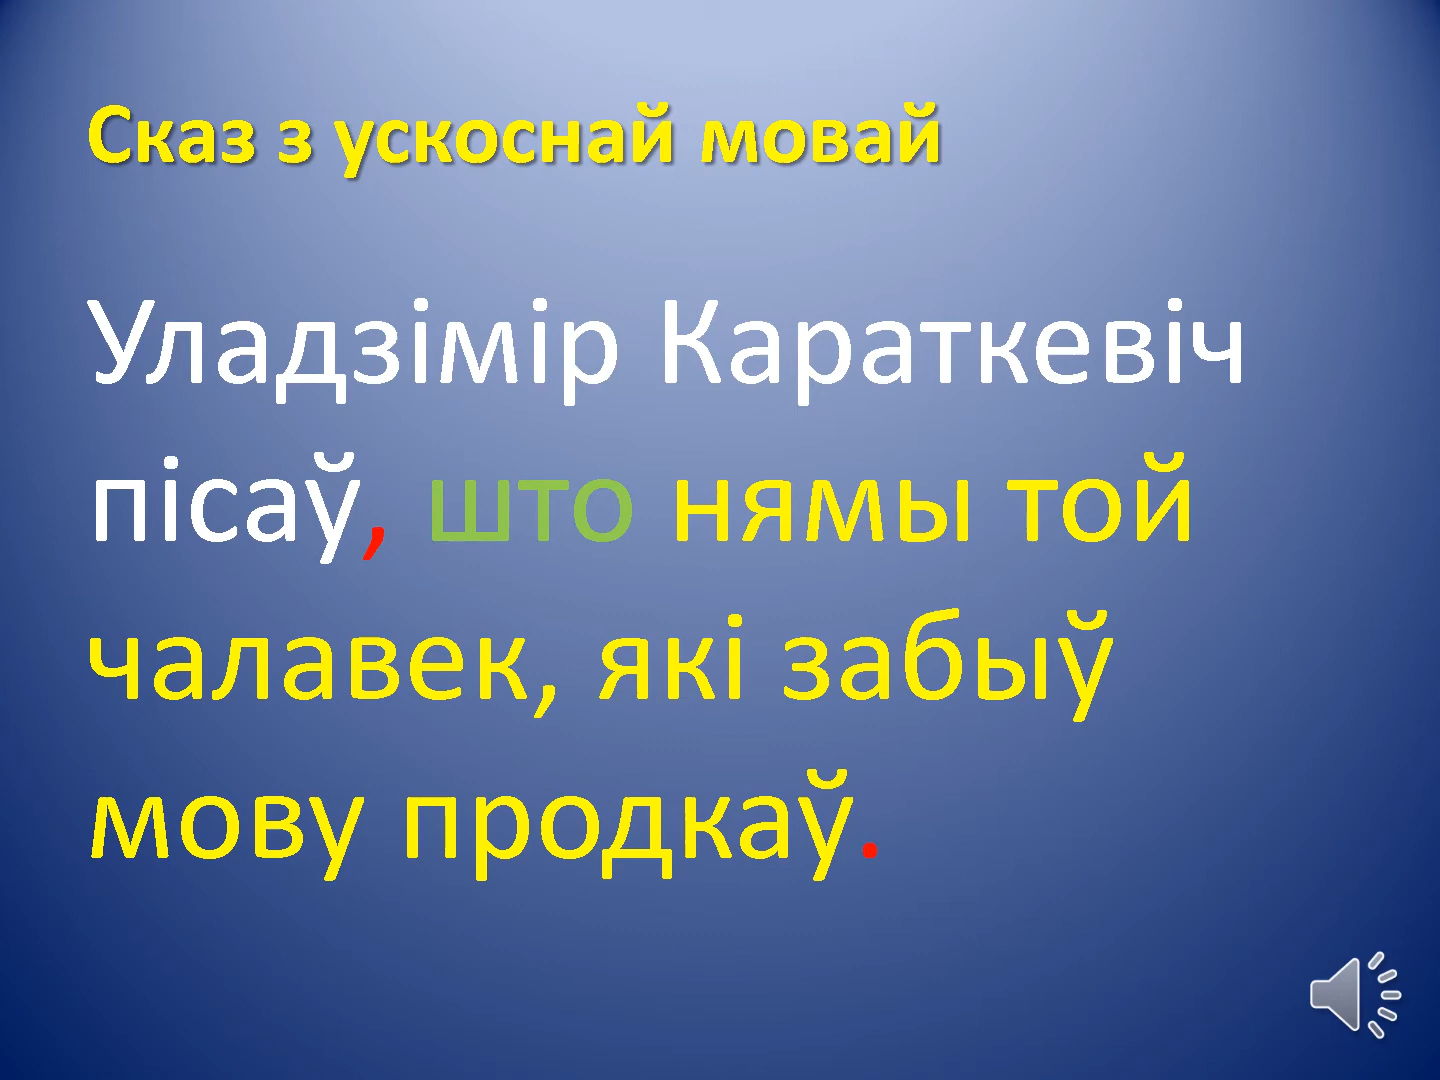 Сказ з ускоснай мовай
Уладзімір Караткевіч
пісаў, што нямы той
чалавек, які забыў
мову продкаў.